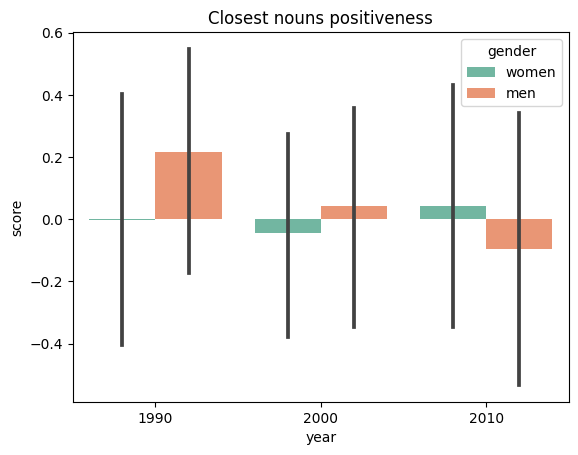 Closest nouns positiveness
gender
women
men
0.6
0.4
0.2
0.0
−0.2
−0.4
score
1990
2000
2010
year